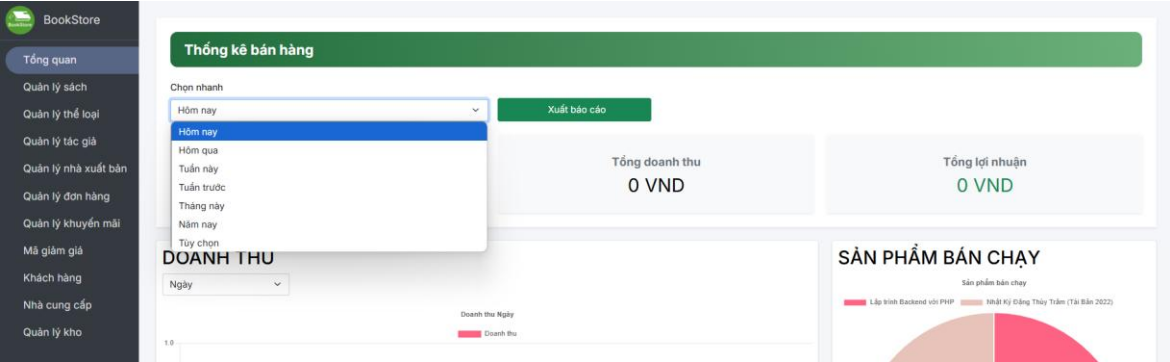 BookStore
BookStore
Tổng quan
Quản lý sách
Quản lý thể loại
Quản lý tác giả
Quản lý nhà xuất bản
Quản lý đơn hàng
Quản lý khuyến mãi
Mã giảm giá
Khách hàng
Nhà cung cấp
Quản lý kho
Thống kê bán hàng
Chọn nhanh
Hôm nay
Xuất báo cáo
Hôm nay
Hôm qua
Tuần này
Tuần trước
Tháng này
Năm nay
Tùy chọn
Tổng doanh thu
0 VND
Tổng lợi nhuận
0 VND
DOANH THU
Ngày
Doanh thu Ngày
Doanh thu
1.0
SẢN PHẨM BÁN CHẠY
Sản phẩm bán chạy
Lập trình Backend với PHP
Nhật Ký Đặng Thùy Trâm (Tái Bản 2022)